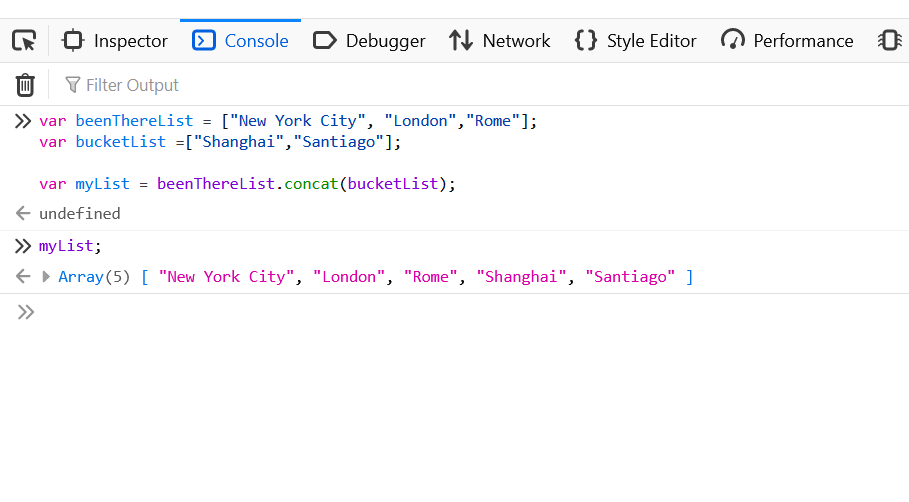 Inspector Console Debugger Network {} Style Editor Performance
Filter Output
var beenThereList = ["New York City", "London","Rome"];
var bucketList =["Shanghai","Santiago"];
var myList = beenThereList.concat(bucketList);
undefined
myList;
Array(5) [ "New York City", "London", "Rome", "Shanghai", "Santiago" ]